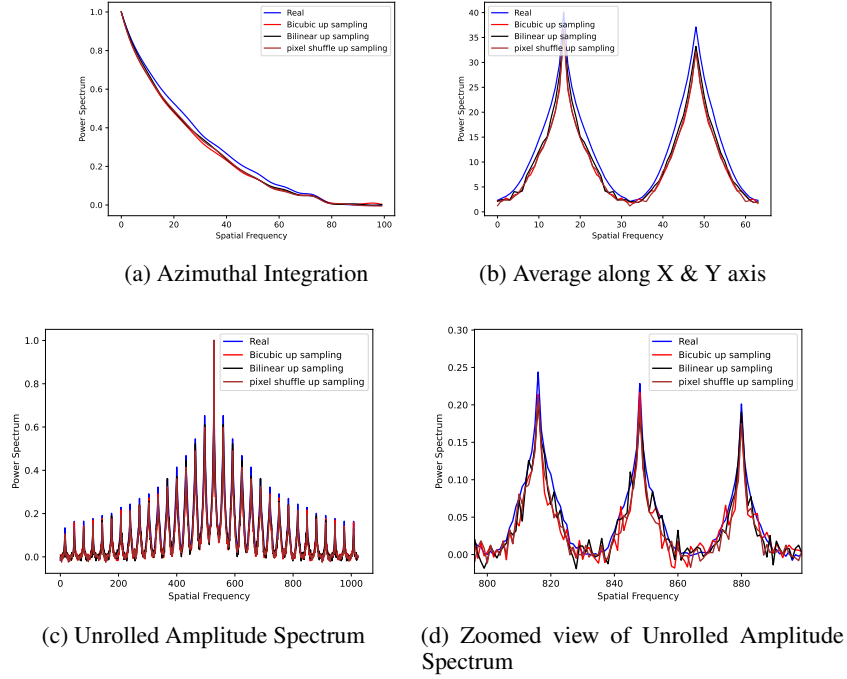 Real
Bicubic up sampling
Bilinear up sampling
pixel shuffle up sampling
Power Spectrum
1.0
0.8
0.6
0.4
0.2
0.0
0
20
40
60
80
100
Spatial Frequency
(a) Azimuthal Integration
Real
Bicubic up sampling
Bilinear up sampling
pixel shuffle up sampling
Power Spectrum
40
35
30
25
20
15
10
5
0
0
10
20
30
40
50
60
Spatial Frequency
(b) Average along X & Y axis
Real
Bicubic up sampling
Bilinear up sampling
pixel shuffle up sampling
Power Spectrum
1.0
0.8
0.6
0.4
0.2
0.0
0
200
400
600
800
1000
Spatial Frequency
(c) Unrolled Amplitude Spectrum
Real
Bicubic up sampling
Bilinear up sampling
pixel shuffle up sampling
Power Spectrum
0.30
0.25
0.20
0.15
0.10
0.05
0.00
800
820
840
860
880
Spatial Frequency
(d) Zoomed view of Unrolled Amplitude
Spectrum